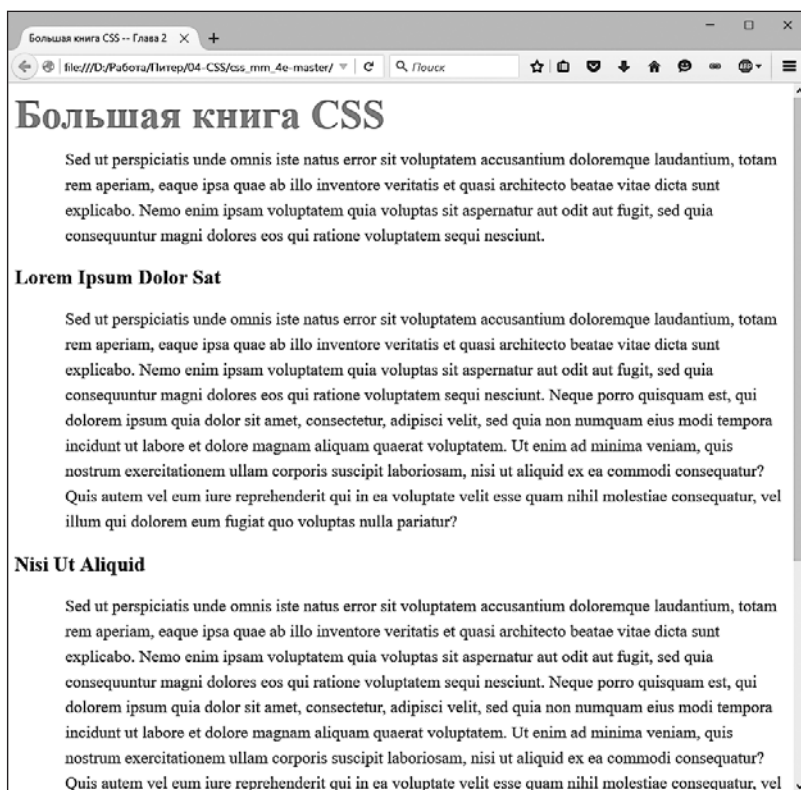 Большая книга CSS -- Глава 2
file:///D:/Работа/Питер/04-CSS/css_mm_4e-master/
Поиск
ABP
Большая книга CSS
Sed ut perspiciatis unde omnis iste natus error sit voluptatem accusantium doloremque laudantium, totam
rem aperiam, eaque ipsa quae ab illo inventore veritatis et quasi architecto beatae vitae dicta sunt
explicabo. Nemo enim ipsam voluptatem quia voluptas sit aspernatur aut odit aut fugit, sed quia
consequuntur magni dolores eos qui ratione voluptatem sequi nesciunt.
Lorem Ipsum Dolor Sat
Sed ut perspiciatis unde omnis iste natus error sit voluptatem accusantium doloremque laudantium, totam
rem aperiam, eaque ipsa quae ab illo inventore veritatis et quasi architecto beatae vitae dicta sunt
explicabo. Nemo enim ipsam voluptatem quia voluptas sit aspernatur aut odit aut fugit, sed quia
consequuntur magni dolores eos qui ratione voluptatem sequi nesciunt. Neque porro quisquam est, qui
dolorem ipsum quia dolor sit amet, consectetur, adipisci velit, sed quia non numquam eius modi tempora
incidunt ut labore et dolore magnam aliquam quaerat voluptatem. Ut enim ad minima veniam, quis
nostrum exercitationem ullam corporis suscipit laboriosam, nisi ut aliquid ex ea commodi consequatur?
Quis autem vel eum iure reprehenderit qui in ea voluptate velit esse quam nihil molestiae consequatur, vel
illum qui dolorem eum fugiat quo voluptas nulla pariatur?
Nisi Ut Aliquid
Sed ut perspiciatis unde omnis iste natus error sit voluptatem accusantium doloremque laudantium, totam
rem aperiam, eaque ipsa quae ab illo inventore veritatis et quasi architecto beatae vitae dicta sunt
explicabo. Nemo enim ipsam voluptatem quia voluptas sit aspernatur aut odit aut fugit, sed quia
consequuntur magni dolores eos qui ratione voluptatem sequi nesciunt. Neque porro quisquam est, qui
dolorem ipsum quia dolor sit amet, consectetur, adipisci velit, sed quia non numquam eius modi tempora
incidunt ut labore et dolore magnam aliquam quaerat voluptatem. Ut enim ad minima veniam, quis
nostrum exercitationem ullam corporis suscipit laboriosam, nisi ut aliquid ex ea commodi consequatur?
Quis autem vel eum iure reprehenderit qui in ea voluptate velit esse quam nihil molestiae consequatur, vel